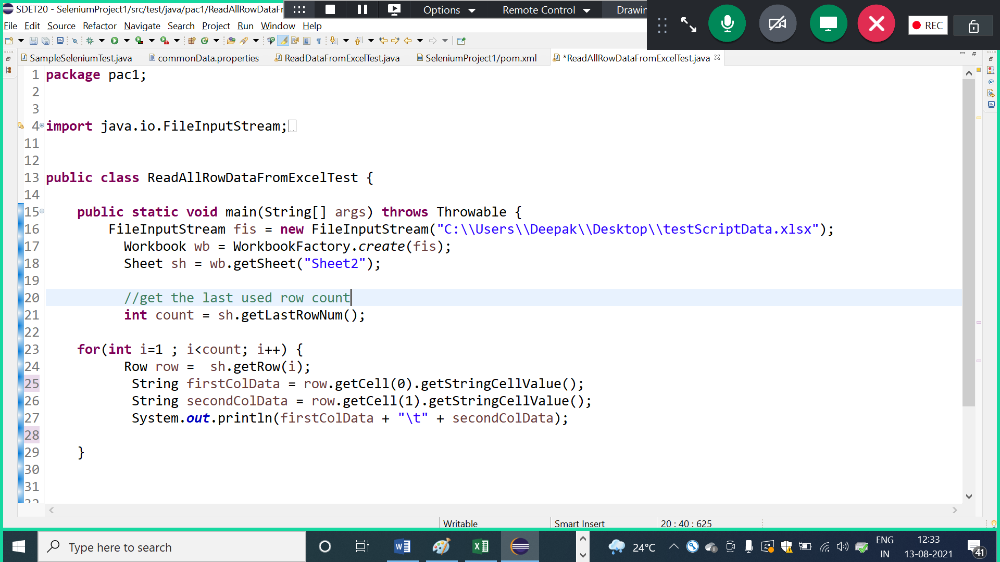 SDET20 - SeleniumProject1/src/test/java/pac1/ReadAllRowDataFr
Options
Remote Control
Drawin
REC
File Edit Source Refactor Navigate Search Project Run Window Help
SampleSeleniumTest.java commonData.properties ReadDataFromExcelTest.java SeleniumProject1/pom.xml *ReadAllRowDataFromExcelTest.java
1 package pac1;
2
3
4 import java.io.FileInputStream;
11
12
13 public class ReadAllRowDataFromExcelTest {
14
15 public static void main(String[] args) throws Throwable {
16 FileInputStream fis = new FileInputStream("C:\\Users\\Deepak\\Desktop\\testScriptData.xlsx");
17 Workbook wb = WorkbookFactory.create(fis);
18 Sheet sh = wb.getSheet("Sheet2");
19
20 //get the last used row count
21 int count = sh.getLastRowNum();
22
23 for(int i=1 ; i<count; i++) {
24 Row row =  sh.getRow(i);
25 String firstColData = row.getCell(0).getStringCellValue();
26 String secondColData = row.getCell(1).getStringCellValue();
27 System.out.println(firstColData + "\t" + secondColData);
28
29 }
30
31
Writable Smart Insert 20 : 40 : 625
Type here to search
24°C
ENG
IN
12:33
13-08-2021
41